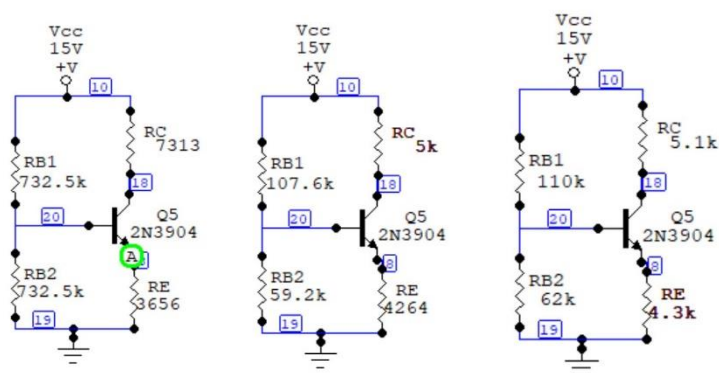 Vcc
15V
+V
10
RC
7313
RB1
732.5k
18
20
Q5
2N3904
A
RB2
732.5k
RE
3656
19
Vcc
15V
+V
10
RC
5k
RB1
107.6k
18
20
Q5
2N3904
8
RB2
59.2k
RE
4264
19
Vcc
15V
+V
10
RC
5.1k
RB1
110k
18
20
Q5
2N3904
8
RB2
62k
RE
4.3k
19